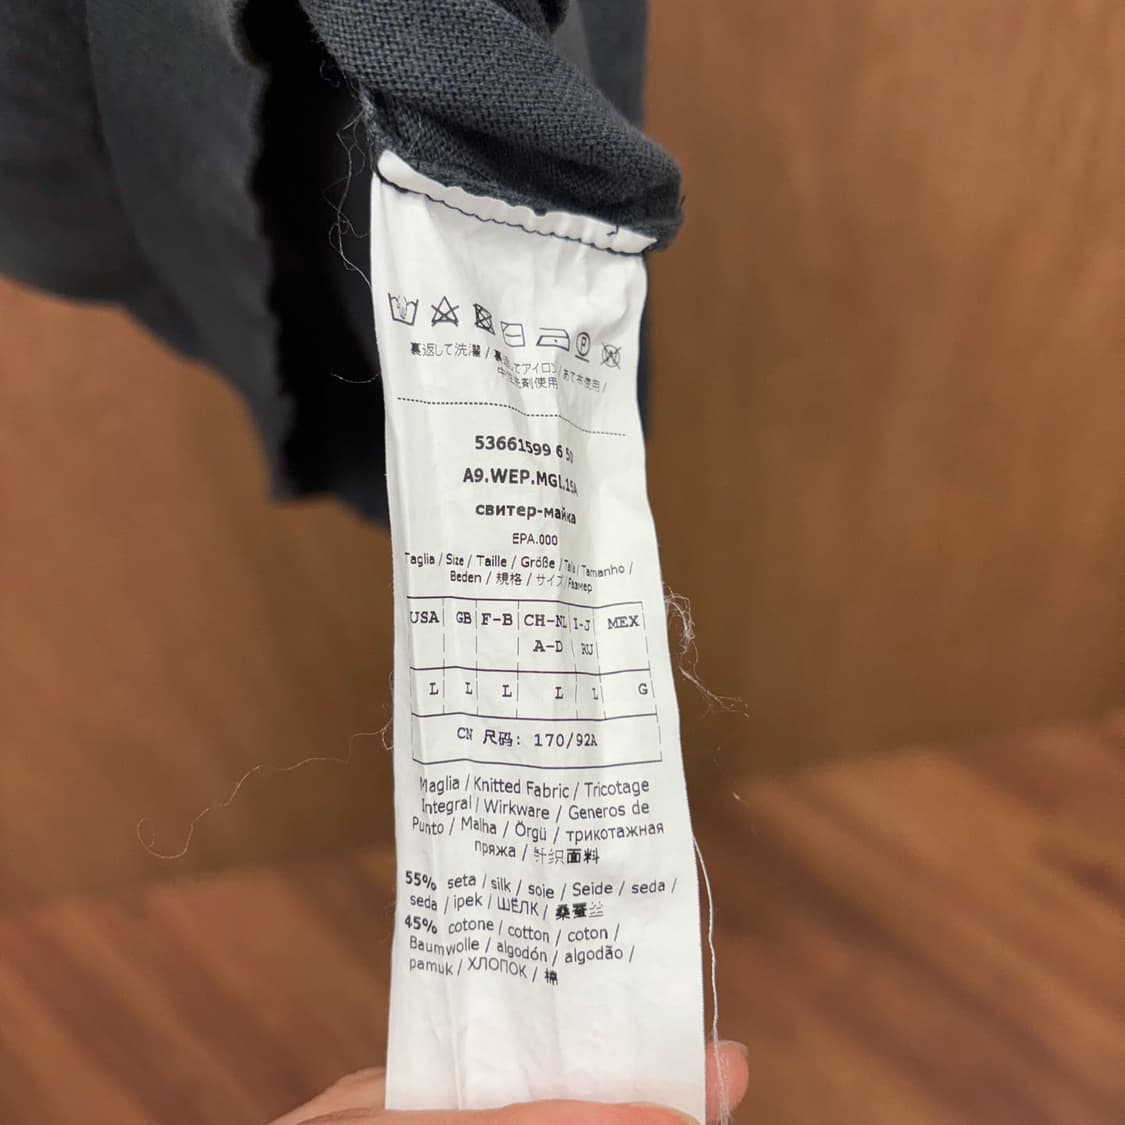 裏返して洗濯 / 裏返してアイロン / あて布使用 /
中性洗剤使用
53661599 6 50
A9.WEP.MGL.15A
свитер-майка
EPA.000
Taglia / Size / Taille / Größe / Talla / Tamanho /
Beden / 規格 / サイズ / Размер
USA GB F-B CH-NL I-J MEX
A-D RU
L L L L L G
CN 尺码: 170/92A
Maglia / Knitted Fabric / Tricotage
Integral / Wirkware / Generos de
Punto / Malha / Örgü / трикотажная
пряжа / 针织面料
55% seta / silk / soie / Seide / seda /
seda / ipek / ШЁЛК / 桑蚕丝
45% cotone / cotton / coton /
Baumwolle / algodón / algodão /
pamuk / ХЛОПОК / 棉